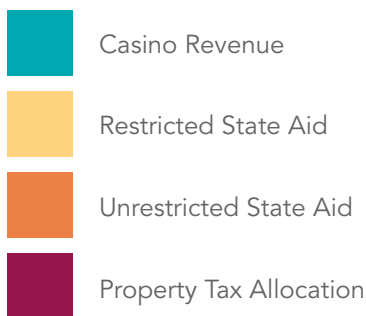 Casino Revenue
Restricted State Aid
Unrestricted State Aid
Property Tax Allocation